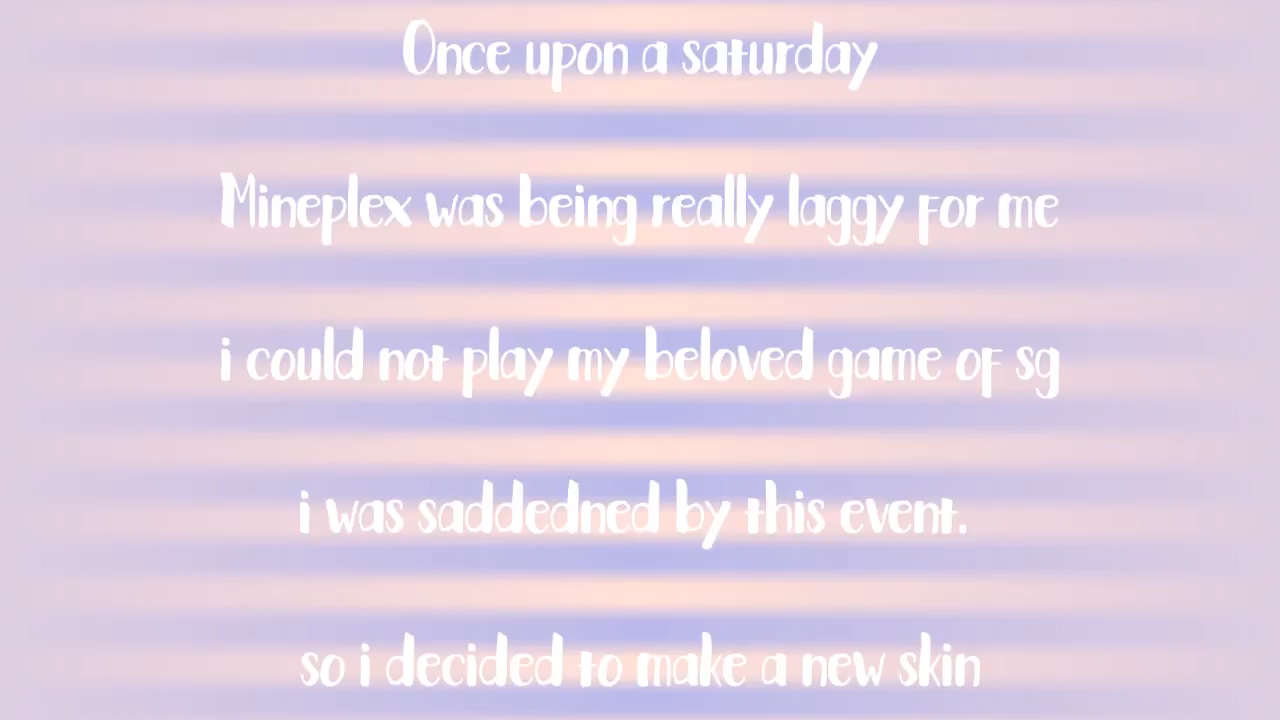 Once upon a saturday
Mineplex was being really laggy for me
i could not play my beloved game of sg
i was saddedned by this event.
so i decided to make a new skin